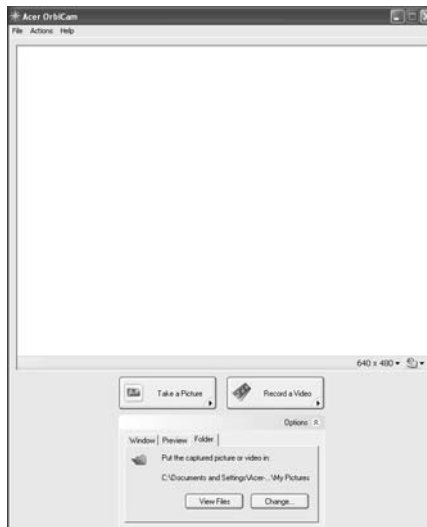 Acer OrbiCam
File Actions Help
640 x 480
Take a Picture Record a Video
Options
Window Preview Folder
Put the captured picture or video in:
C:\Documents and Settings\Acer-...\My Pictures
View Files Change...